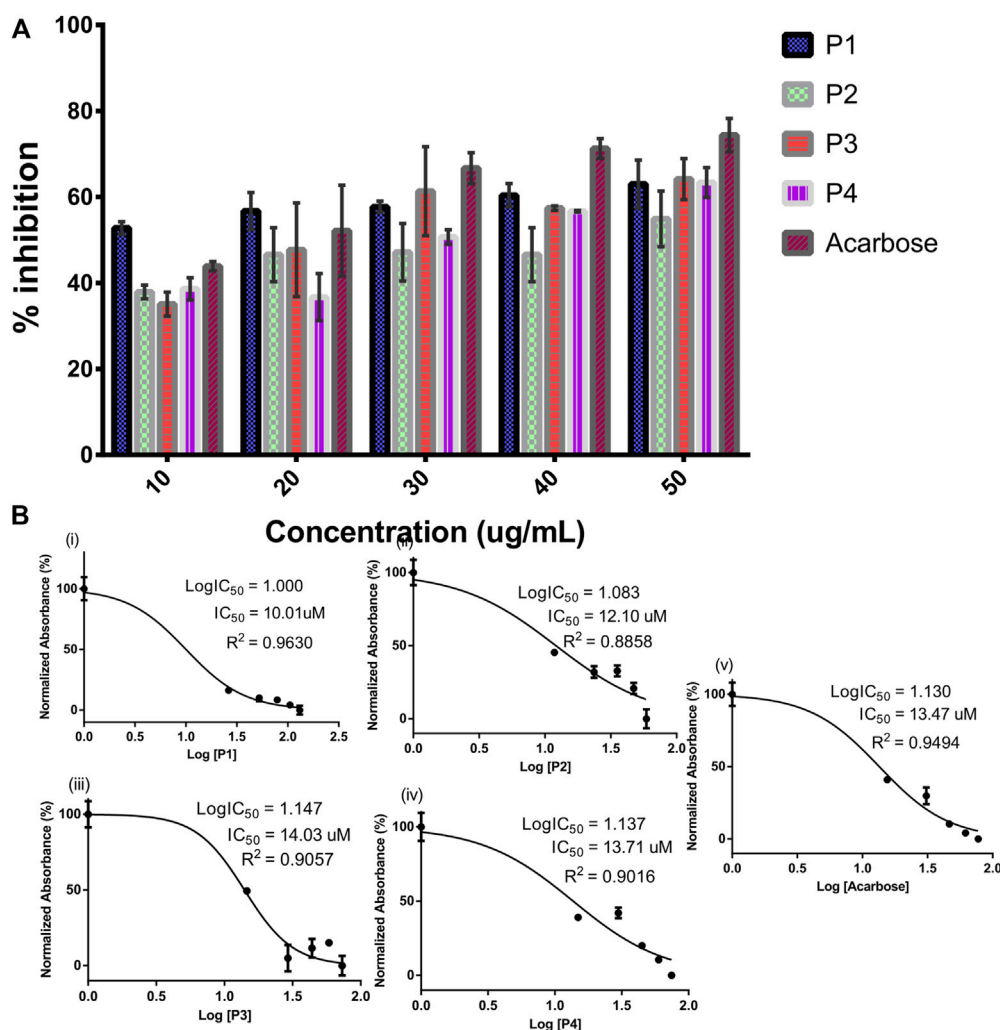 A
% inhibition
100
80
60
40
20
0
10 20 30 40 50
Concentration (ug/mL)
P1
P2
P3
P4
Acarbose
B
(i)
Normalized Absorbance (%)
100
50
0
LogIC50 = 1.000
IC50 = 10.01uM
R2 = 0.9630
0.0 0.5 1.0 1.5 2.0 2.5
Log [P1]
(ii)
Normalized Absorbance (%)
100
50
0
LogIC50 = 1.083
IC50 = 12.10 uM
R2 = 0.8858
0.0 0.5 1.0 1.5 2.0
Log [P2]
(iii)
Normalized Absorbance (%)
100
50
0
LogIC50 = 1.147
IC50 = 14.03 uM
R2 = 0.9057
0.0 0.5 1.0 1.5 2.0
Log [P3]
(iv)
Normalized Absorbance (%)
100
50
0
LogIC50 = 1.137
IC50 = 13.71 uM
R2 = 0.9016
0.0 0.5 1.0 1.5 2.0
Log [P4]
(v)
Normalized Absorbance (%)
100
50
0
LogIC50 = 1.130
IC50 = 13.47 uM
R2 = 0.9494
0.0 0.5 1.0 1.5 2.0
Log [Acarbose]